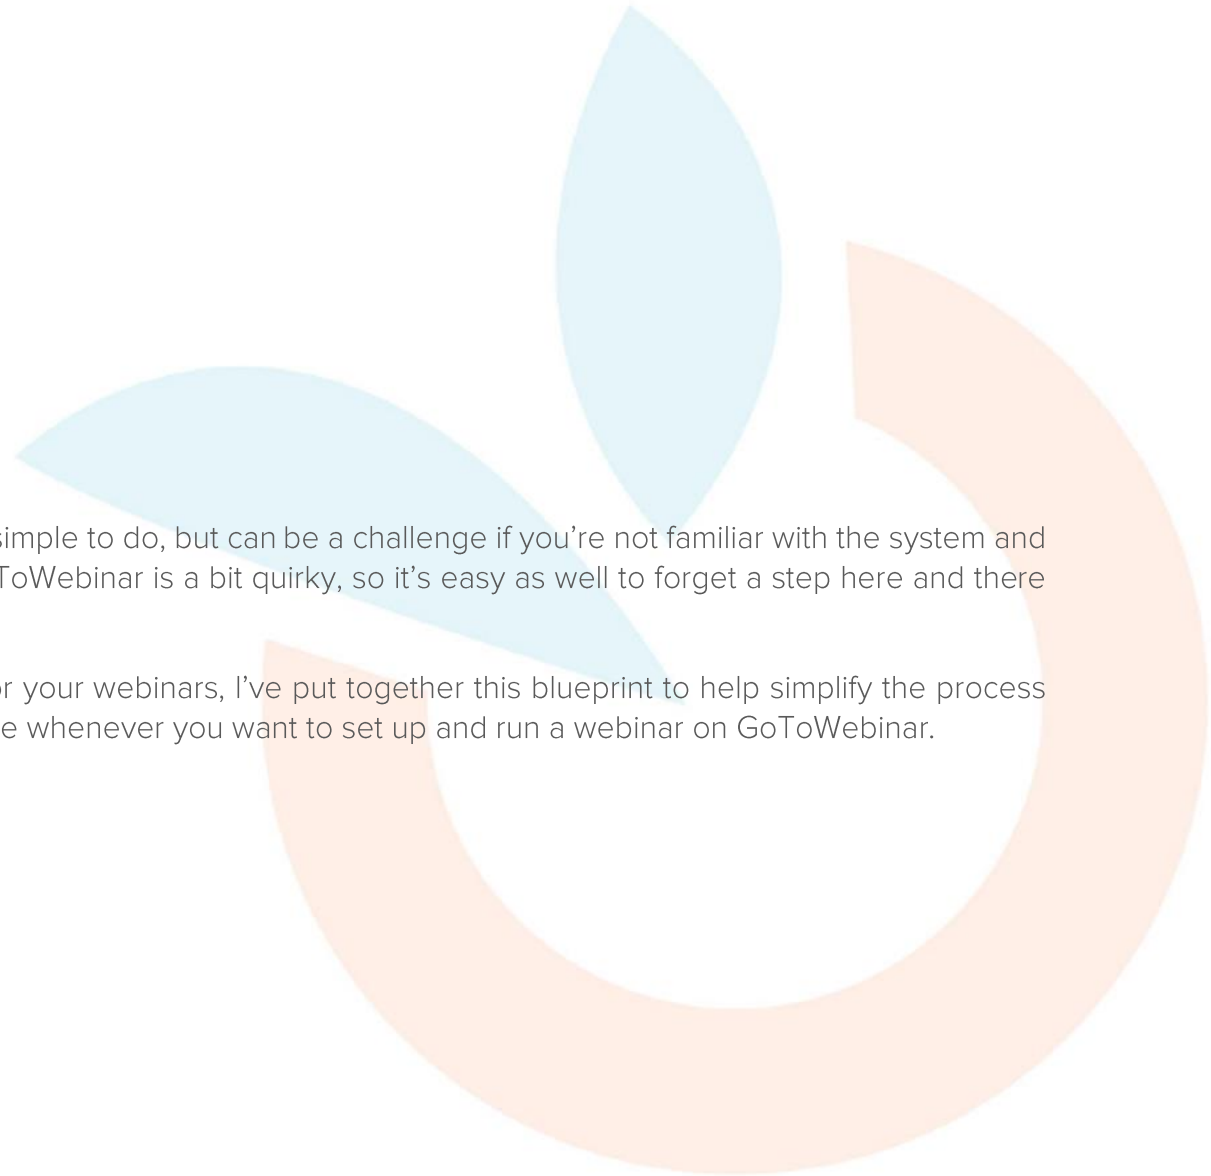 simple to do, but can be a challenge if you’re not familiar with the system and
ToWebinar is a bit quirky, so it’s easy as well to forget a step here and there
your webinars, I’ve put together this blueprint to help simplify the process
whenever you want to set up and run a webinar on GoToWebinar.